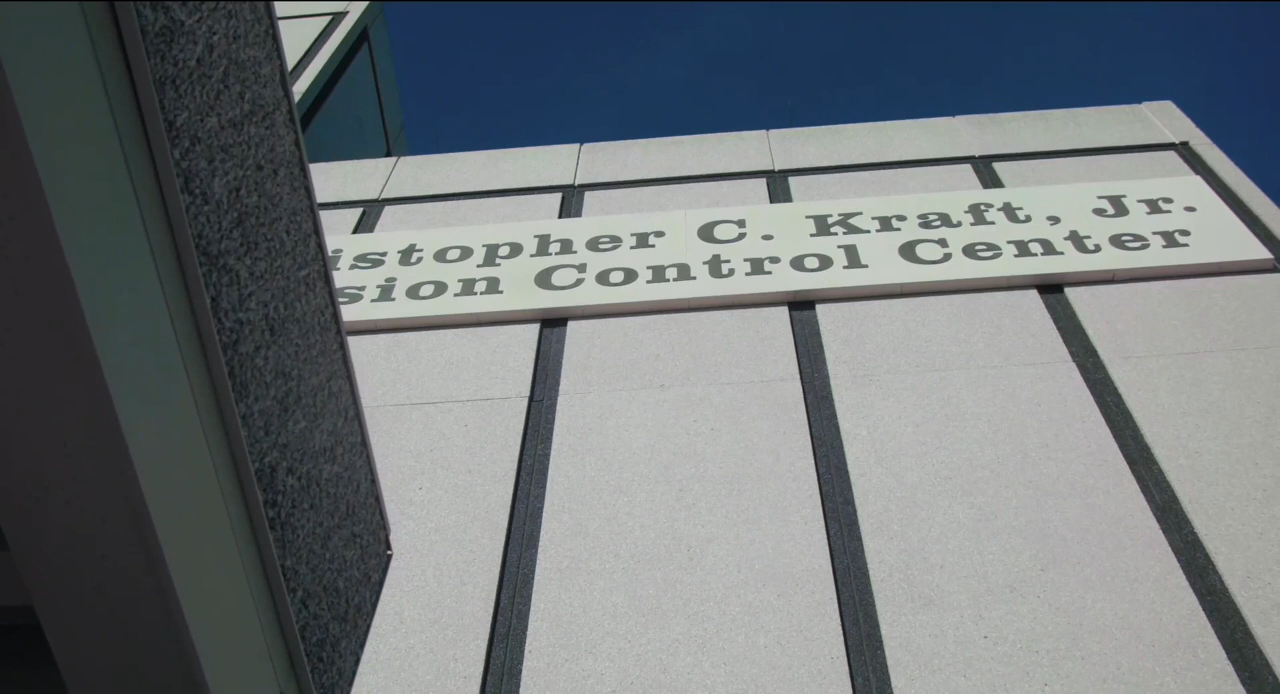 istopher C. Kraft, Jr.
sion Control Center